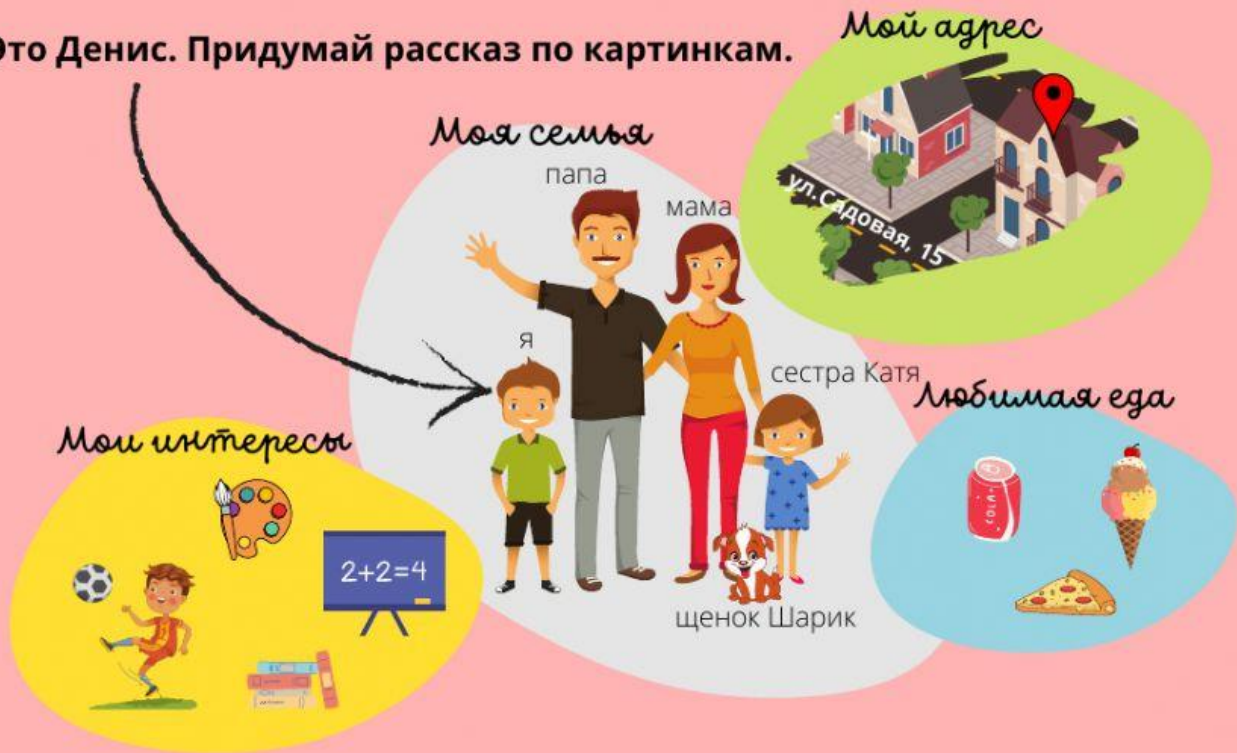 Это Денис. Придумай рассказ по картинкам.
Мой адрес
ул.Садовая, 15
Моя семья
папа
мама
я
сестра Катя
щенок Шарик
Мои интересы
2+2=4
Любимая еда
COLA